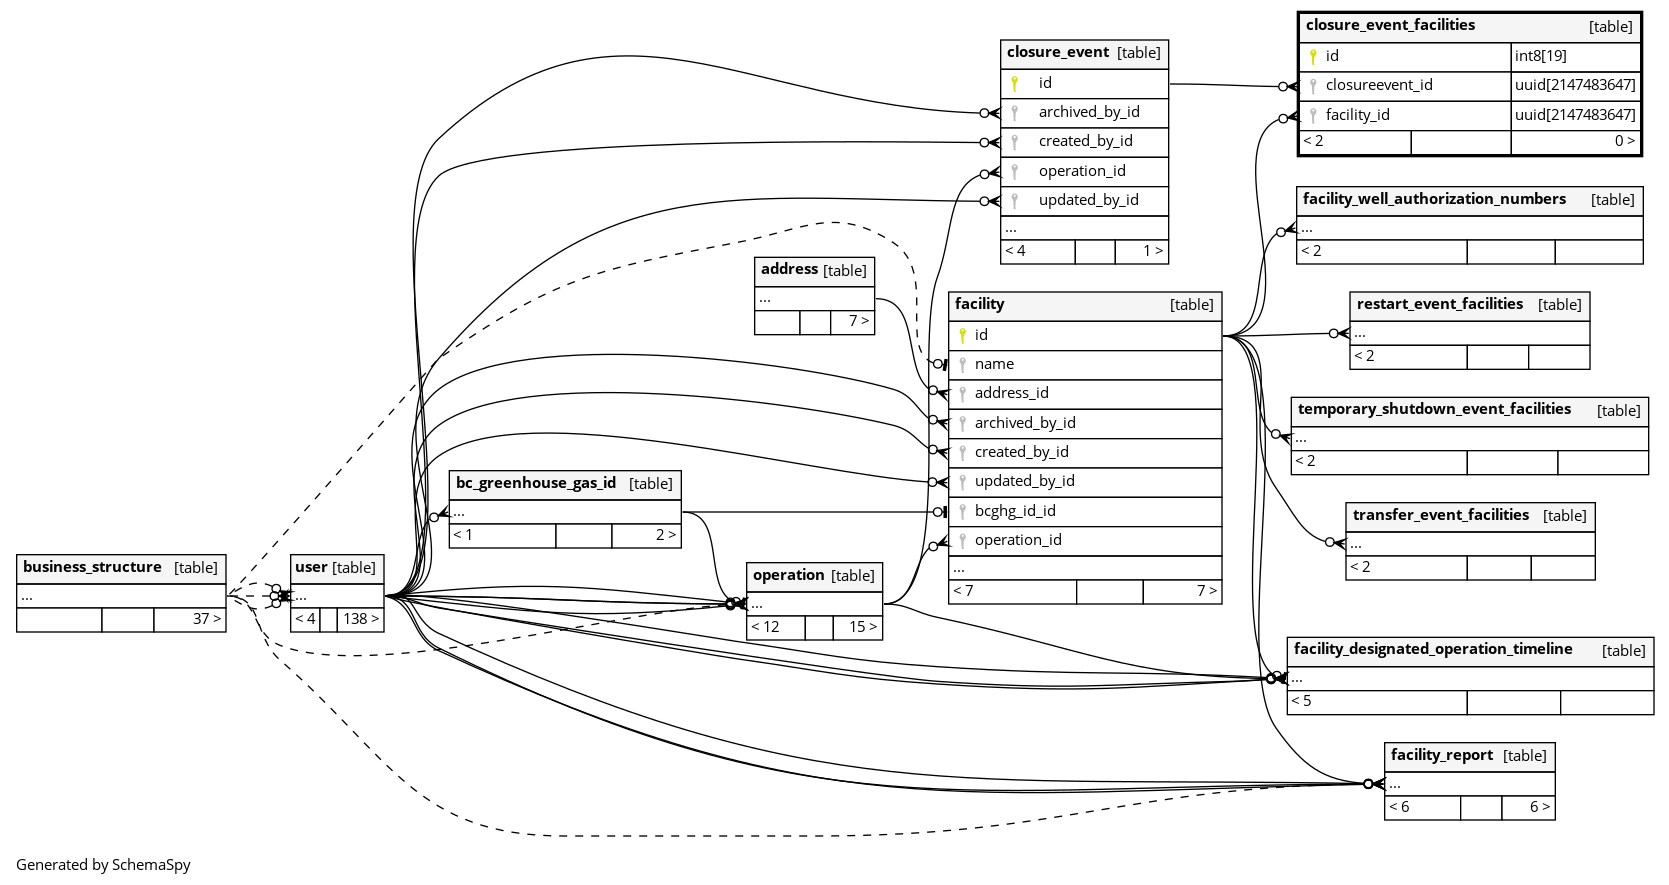 closure_event_facilities [table]
id int8[19]
closureevent_id uuid[2147483647]
facility_id uuid[2147483647]
< 2 0 >
closure_event [table]
id
archived_by_id
created_by_id
operation_id
updated_by_id
...
< 4 1 >
facility_well_authorization_numbers [table]
...
< 2
address [table]
...
7 >
facility [table]
id
name
address_id
archived_by_id
created_by_id
updated_by_id
bcghg_id_id
operation_id
...
< 7 7 >
restart_event_facilities [table]
...
< 2
temporary_shutdown_event_facilities [table]
...
< 2
bc_greenhouse_gas_id [table]
...
< 1 2 >
transfer_event_facilities [table]
...
< 2
business_structure [table]
...
37 >
user [table]
...
< 4 138 >
operation [table]
...
< 12 15 >
facility_designated_operation_timeline [table]
...
< 5
facility_report [table]
...
< 6 6 >
Generated by SchemaSpy